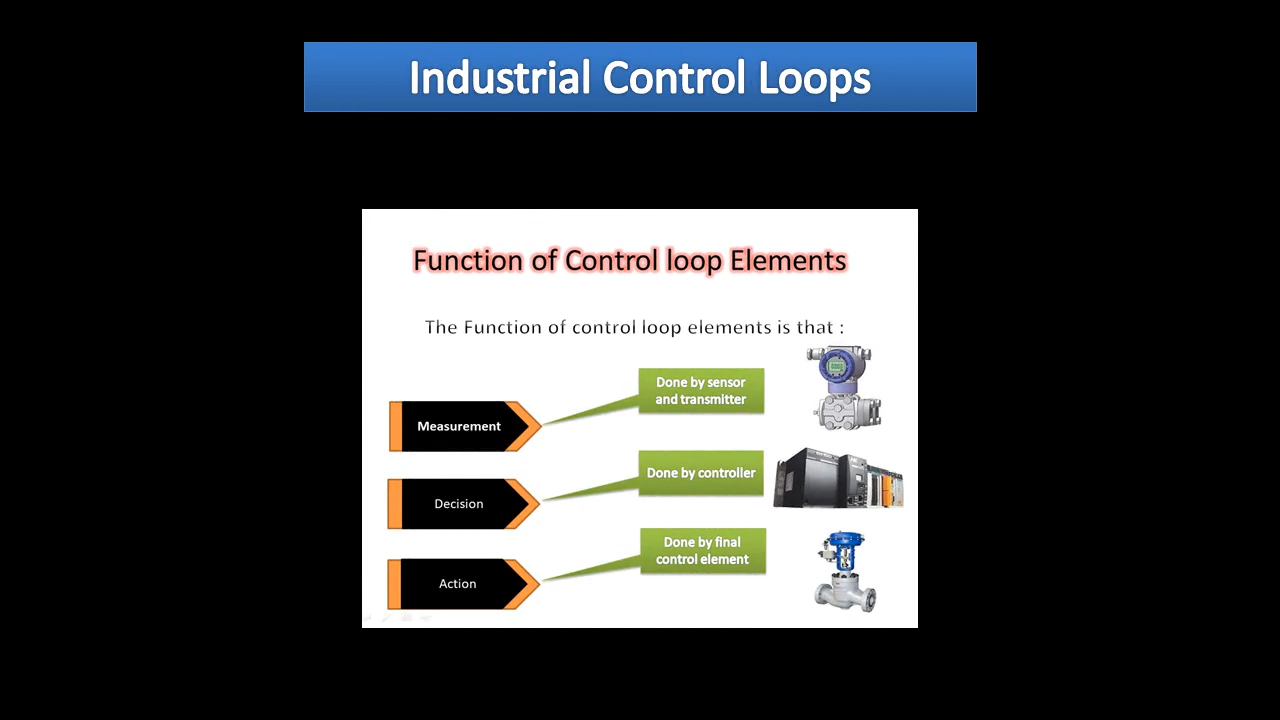 Industrial Control Loops
Function of Control loop Elements
The Function of control loop elements is that :
Measurement
Done by sensor
and transmitter
Decision
Done by controller
Action
Done by final
control element